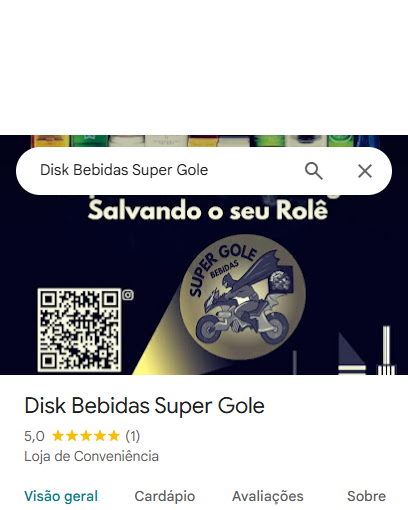 Disk Bebidas Super Gole
Salvando o seu Rolê
SUPER GOLE
BEBIDAS
Disk Bebidas Super Gole
5,0 ★★★★★ (1)
Loja de Conveniência
Visão geral Cardápio Avaliações Sobre